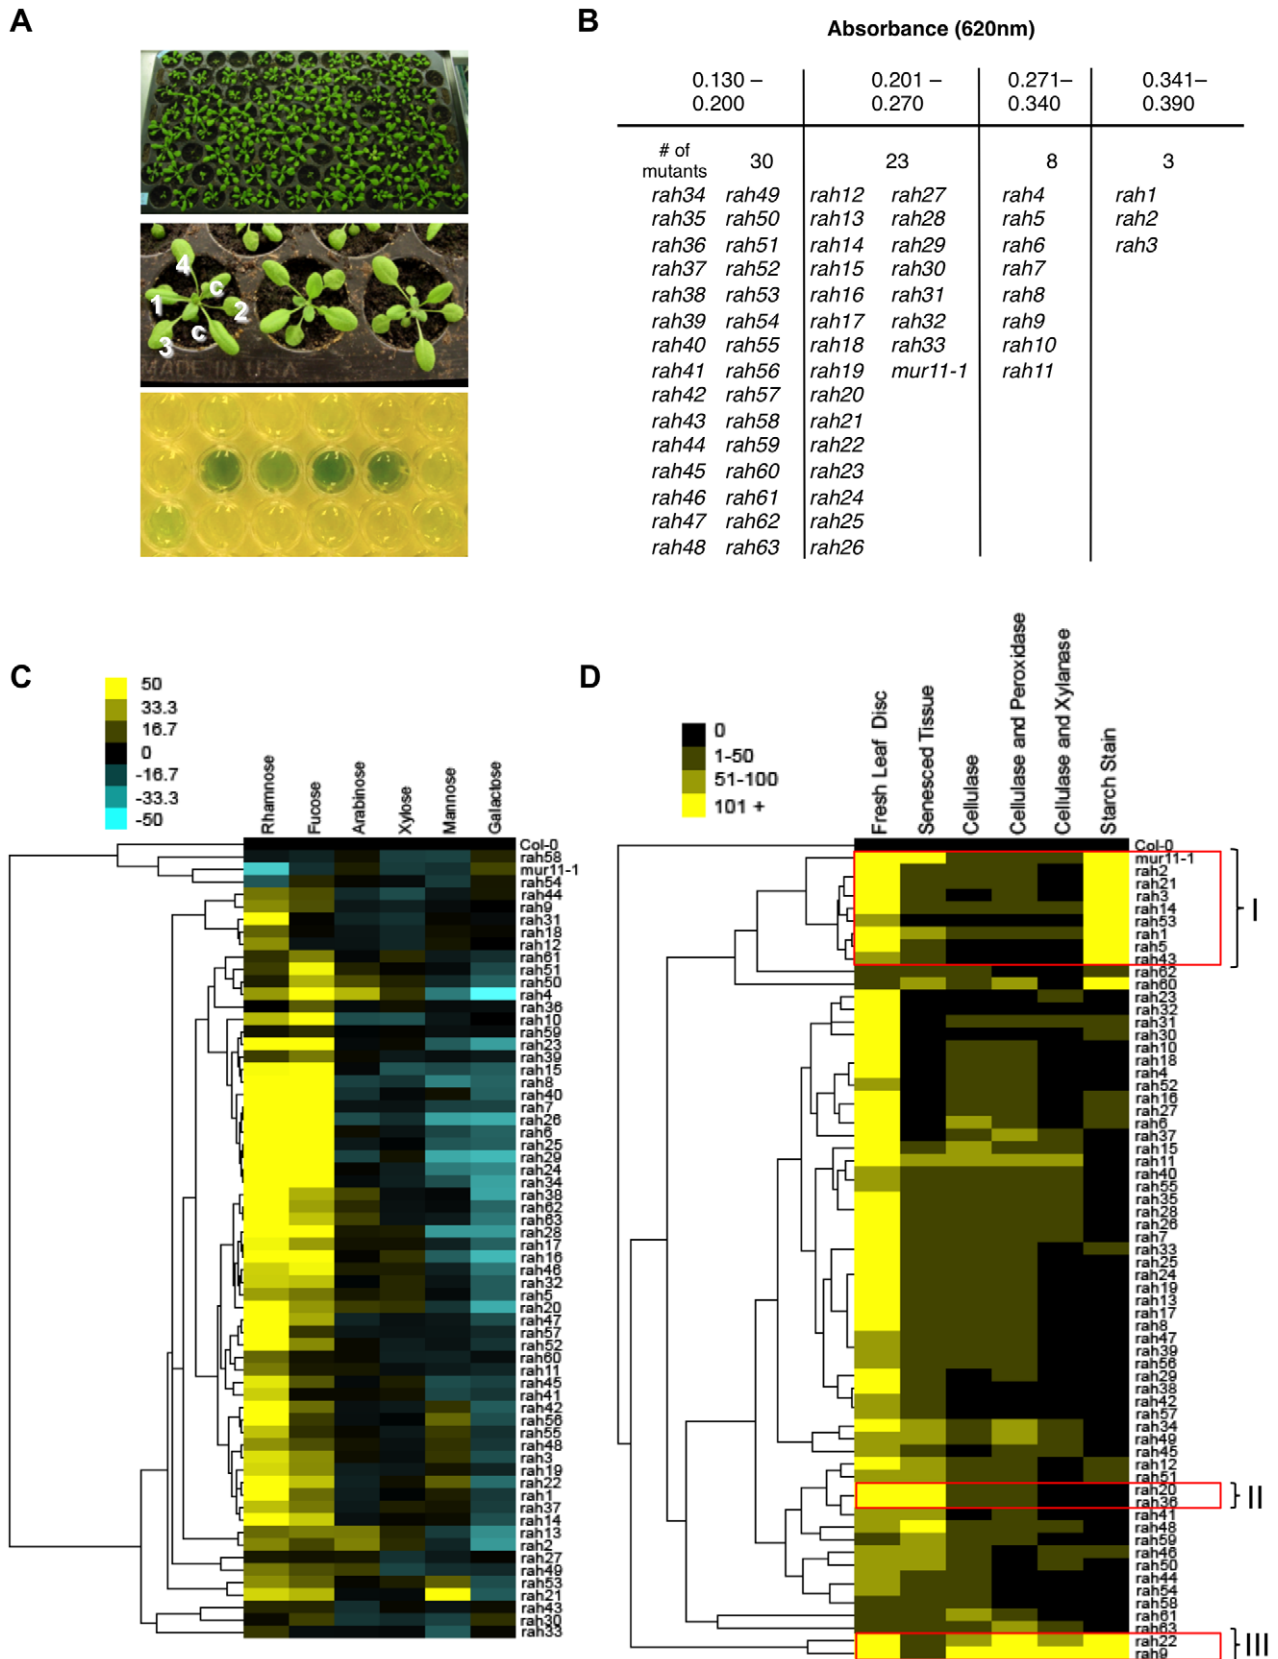 A
4
c
1
2
c
3
MADE IN USA
B
Absorbance (620nm)
0.130 – 0.201 – 0.271– 0.341–
0.200 0.270 0.340 0.390
# of
mutants 30 23 8 3
rah34 rah49 rah12 rah27 rah4 rah1
rah35 rah50 rah13 rah28 rah5 rah2
rah36 rah51 rah14 rah29 rah6 rah3
rah37 rah52 rah15 rah30 rah7
rah38 rah53 rah16 rah31 rah8
rah39 rah54 rah17 rah32 rah9
rah40 rah55 rah18 rah33 rah10
rah41 rah56 rah19 mur11-1 rah11
rah42 rah57 rah20
rah43 rah58 rah21
rah44 rah59 rah22
rah45 rah60 rah23
rah46 rah61 rah24
rah47 rah62 rah25
rah48 rah63 rah26
C
50
33.3
16.7
0
-16.7
-33.3
-50
Rhamnose
Fucose
Arabinose
Xylose
Mannose
Galactose
Col-0
rah58
mur11-1
rah54
rah44
rah9
rah31
rah18
rah12
rah61
rah51
rah50
rah4
rah36
rah10
rah59
rah23
rah39
rah15
rah8
rah40
rah7
rah26
rah6
rah25
rah29
rah24
rah34
rah38
rah62
rah63
rah28
rah17
rah16
rah46
rah32
rah5
rah20
rah47
rah57
rah52
rah60
rah11
rah45
rah41
rah42
rah56
rah55
rah48
rah3
rah19
rah22
rah1
rah37
rah14
rah13
rah2
rah27
rah49
rah53
rah21
rah43
rah30
rah33
D
0
1-50
51-100
101 +
Fresh Leaf Disc
Senesced Tissue
Cellulase
Cellulase and Peroxidase
Cellulase and Xylanase
Starch Stain
Col-0
mur11-1
rah2
rah21
rah3
rah14
rah53
rah1
rah5
rah43
rah62
rah60
rah23
rah32
rah31
rah30
rah10
rah18
rah4
rah52
rah16
rah27
rah6
rah37
rah15
rah11
rah40
rah55
rah35
rah28
rah26
rah7
rah33
rah25
rah24
rah19
rah13
rah17
rah8
rah47
rah39
rah56
rah29
rah38
rah42
rah57
rah34
rah49
rah45
rah12
rah51
rah20
rah36
rah41
rah48
rah59
rah46
rah50
rah44
rah54
rah58
rah61
rah63
rah22
rah9
I
II
III